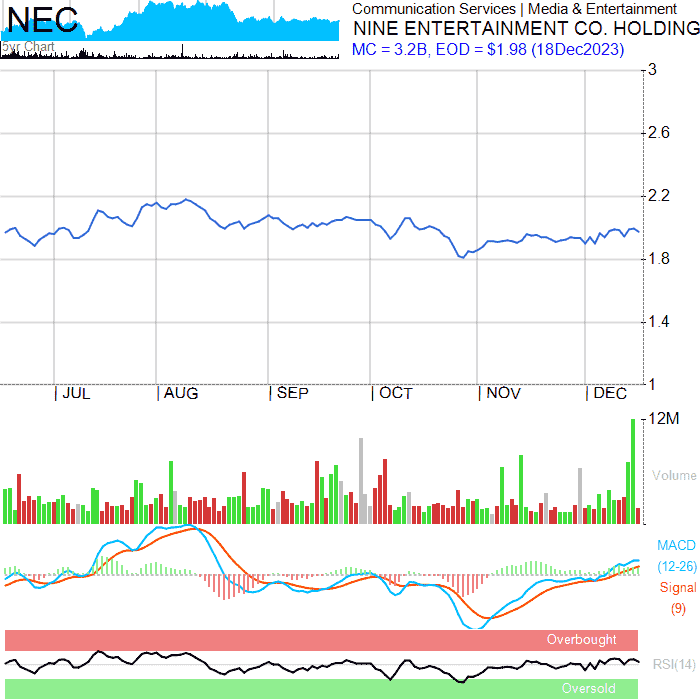 NEC
5yr Chart
Communication Services | Media & Entertainment
NINE ENTERTAINMENT CO. HOLDING
MC = 3.2B, EOD = $1.98 (18Dec2023)
3
2.6
2.2
1.8
1.4
1
| JUL | AUG | SEP | OCT | NOV | DEC
12M
Volume
MACD
(12-26)
Signal
(9)
Overbought
RSI(14)
Oversold